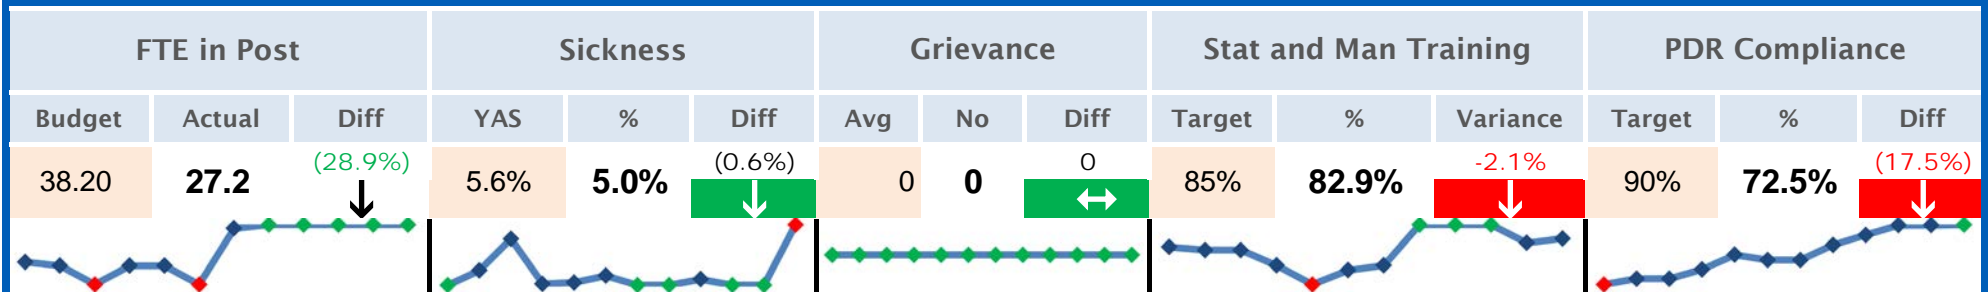 FTE in Post Sickness Grievance Stat and Man Training PDR Compliance
Budget Actual Diff YAS % Diff Avg No Diff Target % Variance Target % Diff
38.20 27.2 (28.9%) 5.6% 5.0% (0.6%) 0 0 0 85% 82.9% -2.1% 90% 72.5% (17.5%)